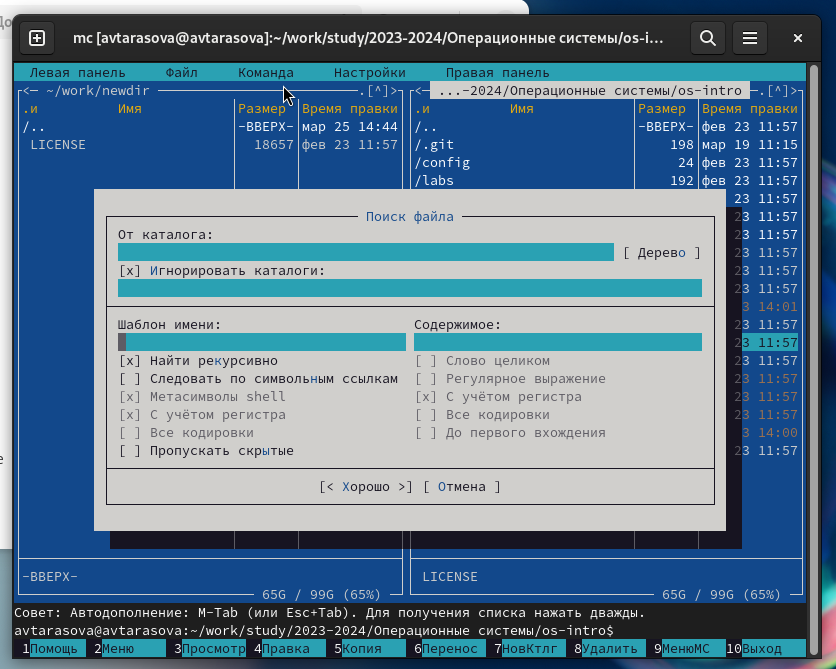 mc [avtarasova@avtarasova]:~/work/study/2023-2024/Операционные системы/os-i...
Левая панель Файл Команда Настройки Правая панель
<─ ~/work/newdir .[^]>
.и Имя Размер Время правки
/.. -ВВЕРХ- мар 25 14:44
LICENSE 18657 фев 23 11:57
<─ ...-2024/Операционные системы/os-intro .[^]>
.и Имя Размер Время правки
/.. -ВВЕРХ- фев 23 11:57
/.git 198 мар 19 11:15
/config 24 фев 23 11:57
/labs 192 фев 23 11:57
23 11:57
23 11:57
23 11:57
23 11:57
23 11:57
23 11:57
3 14:01
23 11:57
23 11:57
23 11:57
3 11:57
3 11:57
3 11:57
3 14:00
23 11:57
Поиск файла
От каталога:
[ Дерево ]
[x] Игнорировать каталоги:
Шаблон имени: Содержимое:
[x] Найти рекурсивно [ ] Слово целиком
[ ] Следовать по символьным ссылкам [ ] Регулярное выражение
[x] Метасимволы shell [x] С учётом регистра
[x] С учётом регистра [ ] Все кодировки
[ ] Все кодировки [ ] До первого вхождения
[ ] Пропускать скрытые
[< Хорошо >] [ Отмена ]
-ВВЕРХ- LICENSE
65G / 99G (65%) 65G / 99G (65%)
Совет: Автодополнение: M-Tab (или Esc+Tab). Для получения списка нажать дважды.
avtarasova@avtarasova:~/work/study/2023-2024/Операционные системы/os-intro$
1Помощь 2Меню 3Просмотр 4Правка 5Копия 6Перенос 7НовКтлг 8Удалить 9МенюМС 10Выход